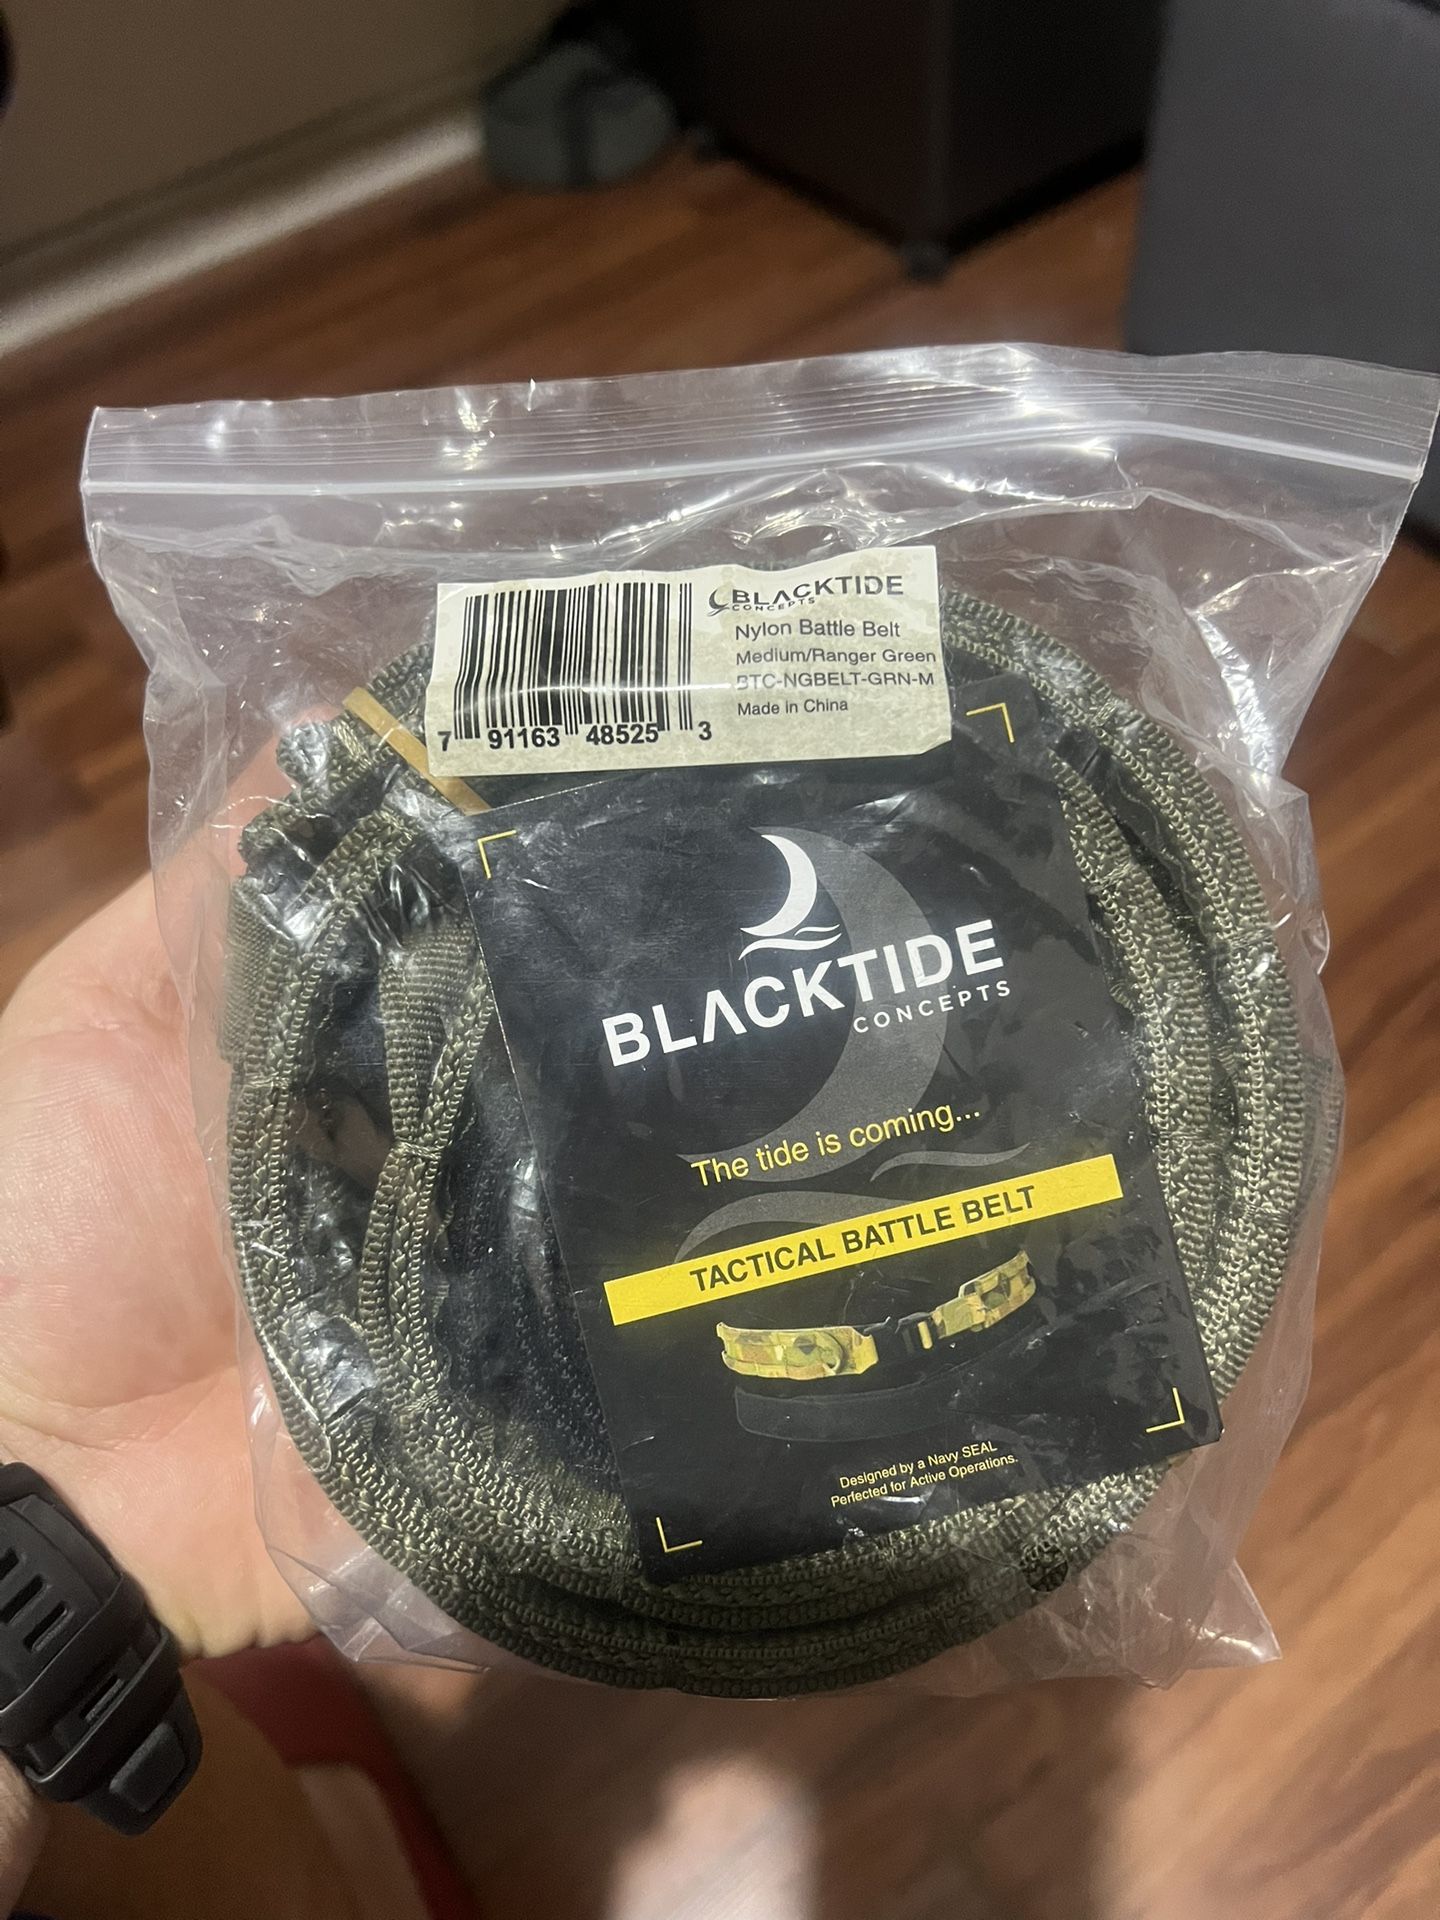 BLACKTIDE
CONCEPTS
Nylon Battle Belt
Medium/Ranger Green
BTC-NGBELT-GRN-M
Made in China
7 91163 48525 3
BLACKTIDE
CONCEPTS
The tide is coming...
TACTICAL BATTLE BELT
Designed by a Navy SEAL
Perfected for Active Operations.